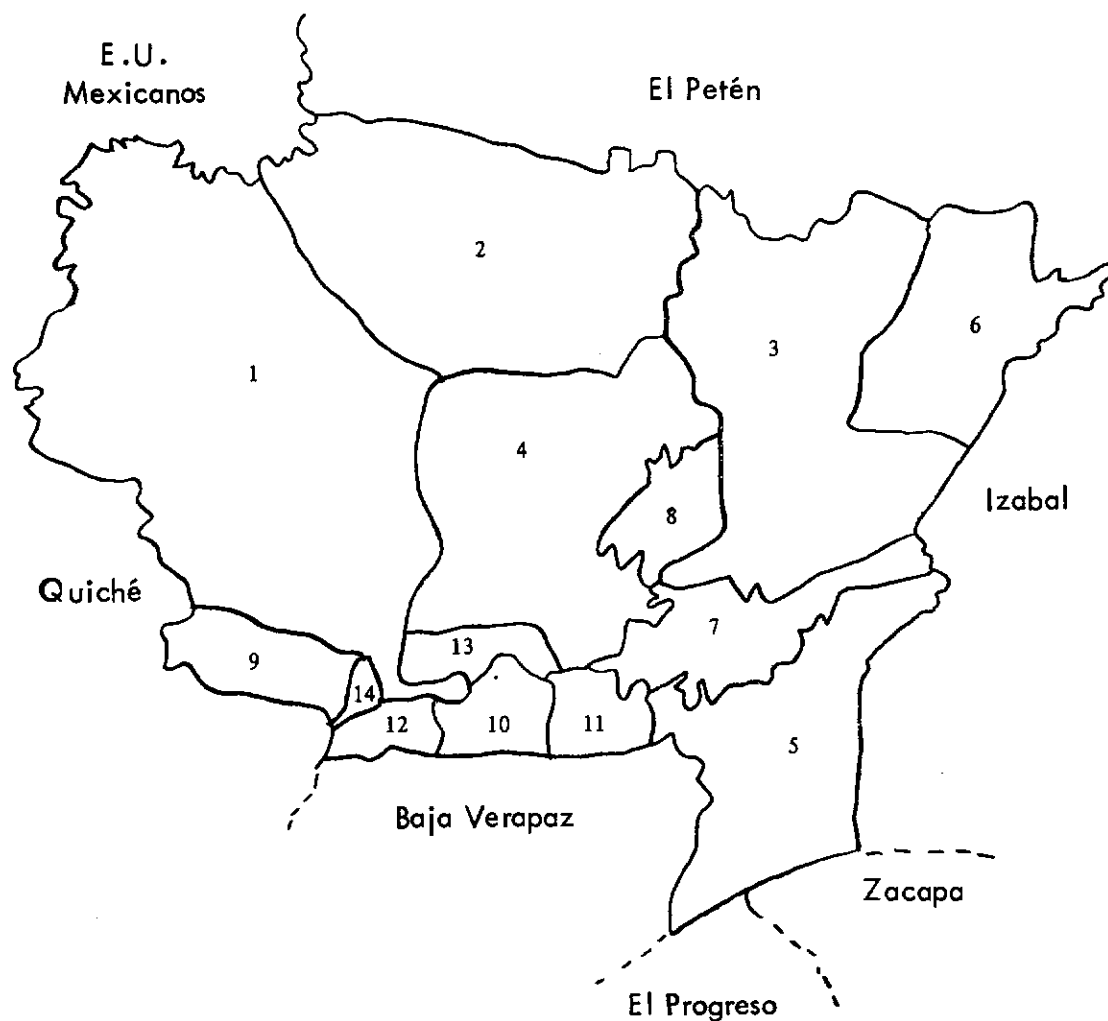 E.U.
Mexicanos
El Petén
2
6
3
1
4
Izabal
8
Quiché
7
13
9
14
12
10
11
5
Baja Verapaz
Zacapa
El Progreso